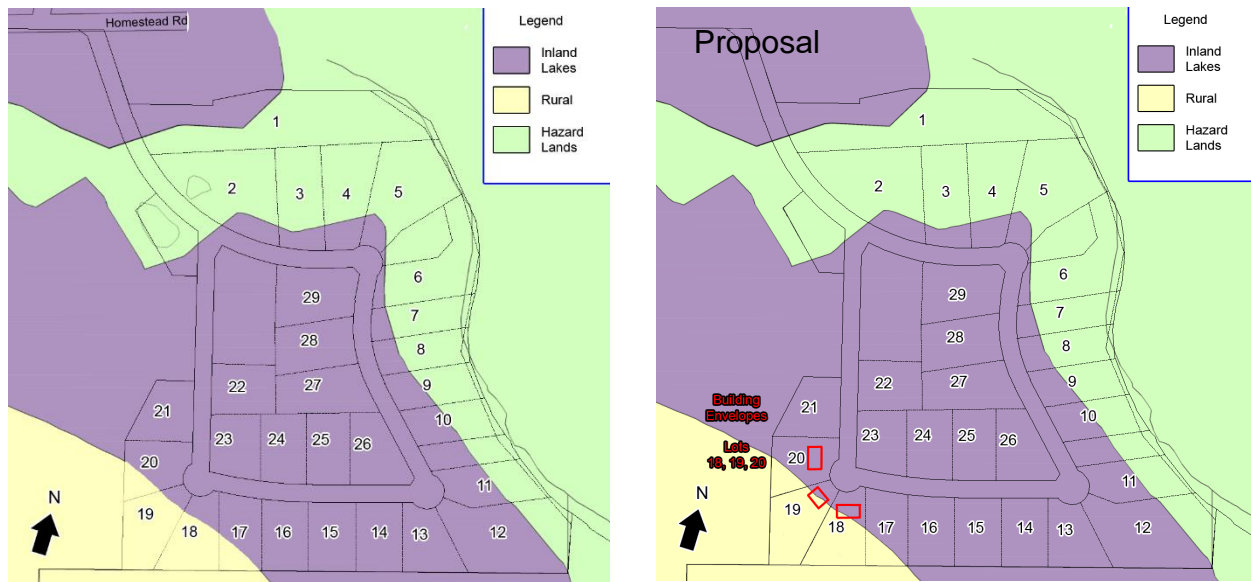 Homestead Rd
Legend
Inland
Lakes
Rural
Hazard
Lands
1
2
3
4
5
6
7
8
9
10
11
12
13
14
15
16
17
18
19
20
21
22
23
24
25
26
27
28
29
N
Proposal
Legend
Inland
Lakes
Rural
Hazard
Lands
1
2
3
4
5
6
7
8
9
10
11
12
13
14
15
16
17
18
19
20
21
22
23
24
25
26
27
28
29
Building
Envelopes
Lots
18, 19, 20
N